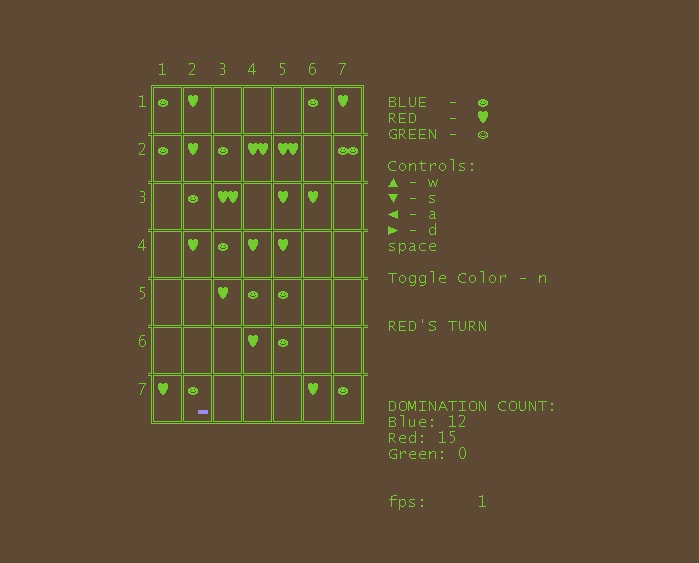 1 2 3 4 5 6 7
1 ☻ ♥ ☻ ♥
2 ☻ ♥ ☻ ♥♥ ♥♥ ☻☻
3 ☻ ♥♥ ♥ ♥
4 ♥ ☻ ♥ ♥
5 ♥ ☻ ☻
6 ♥ ☻
7 ♥ ☻ ♥ ☻
BLUE - ☻
RED - ♥
GREEN - ☺
Controls:
▲ - w
▼ - s
◄ - a
► - d
space
Toggle Color - n
RED'S TURN
DOMINATION COUNT:
Blue: 12
Red: 15
Green: 0
fps: 1